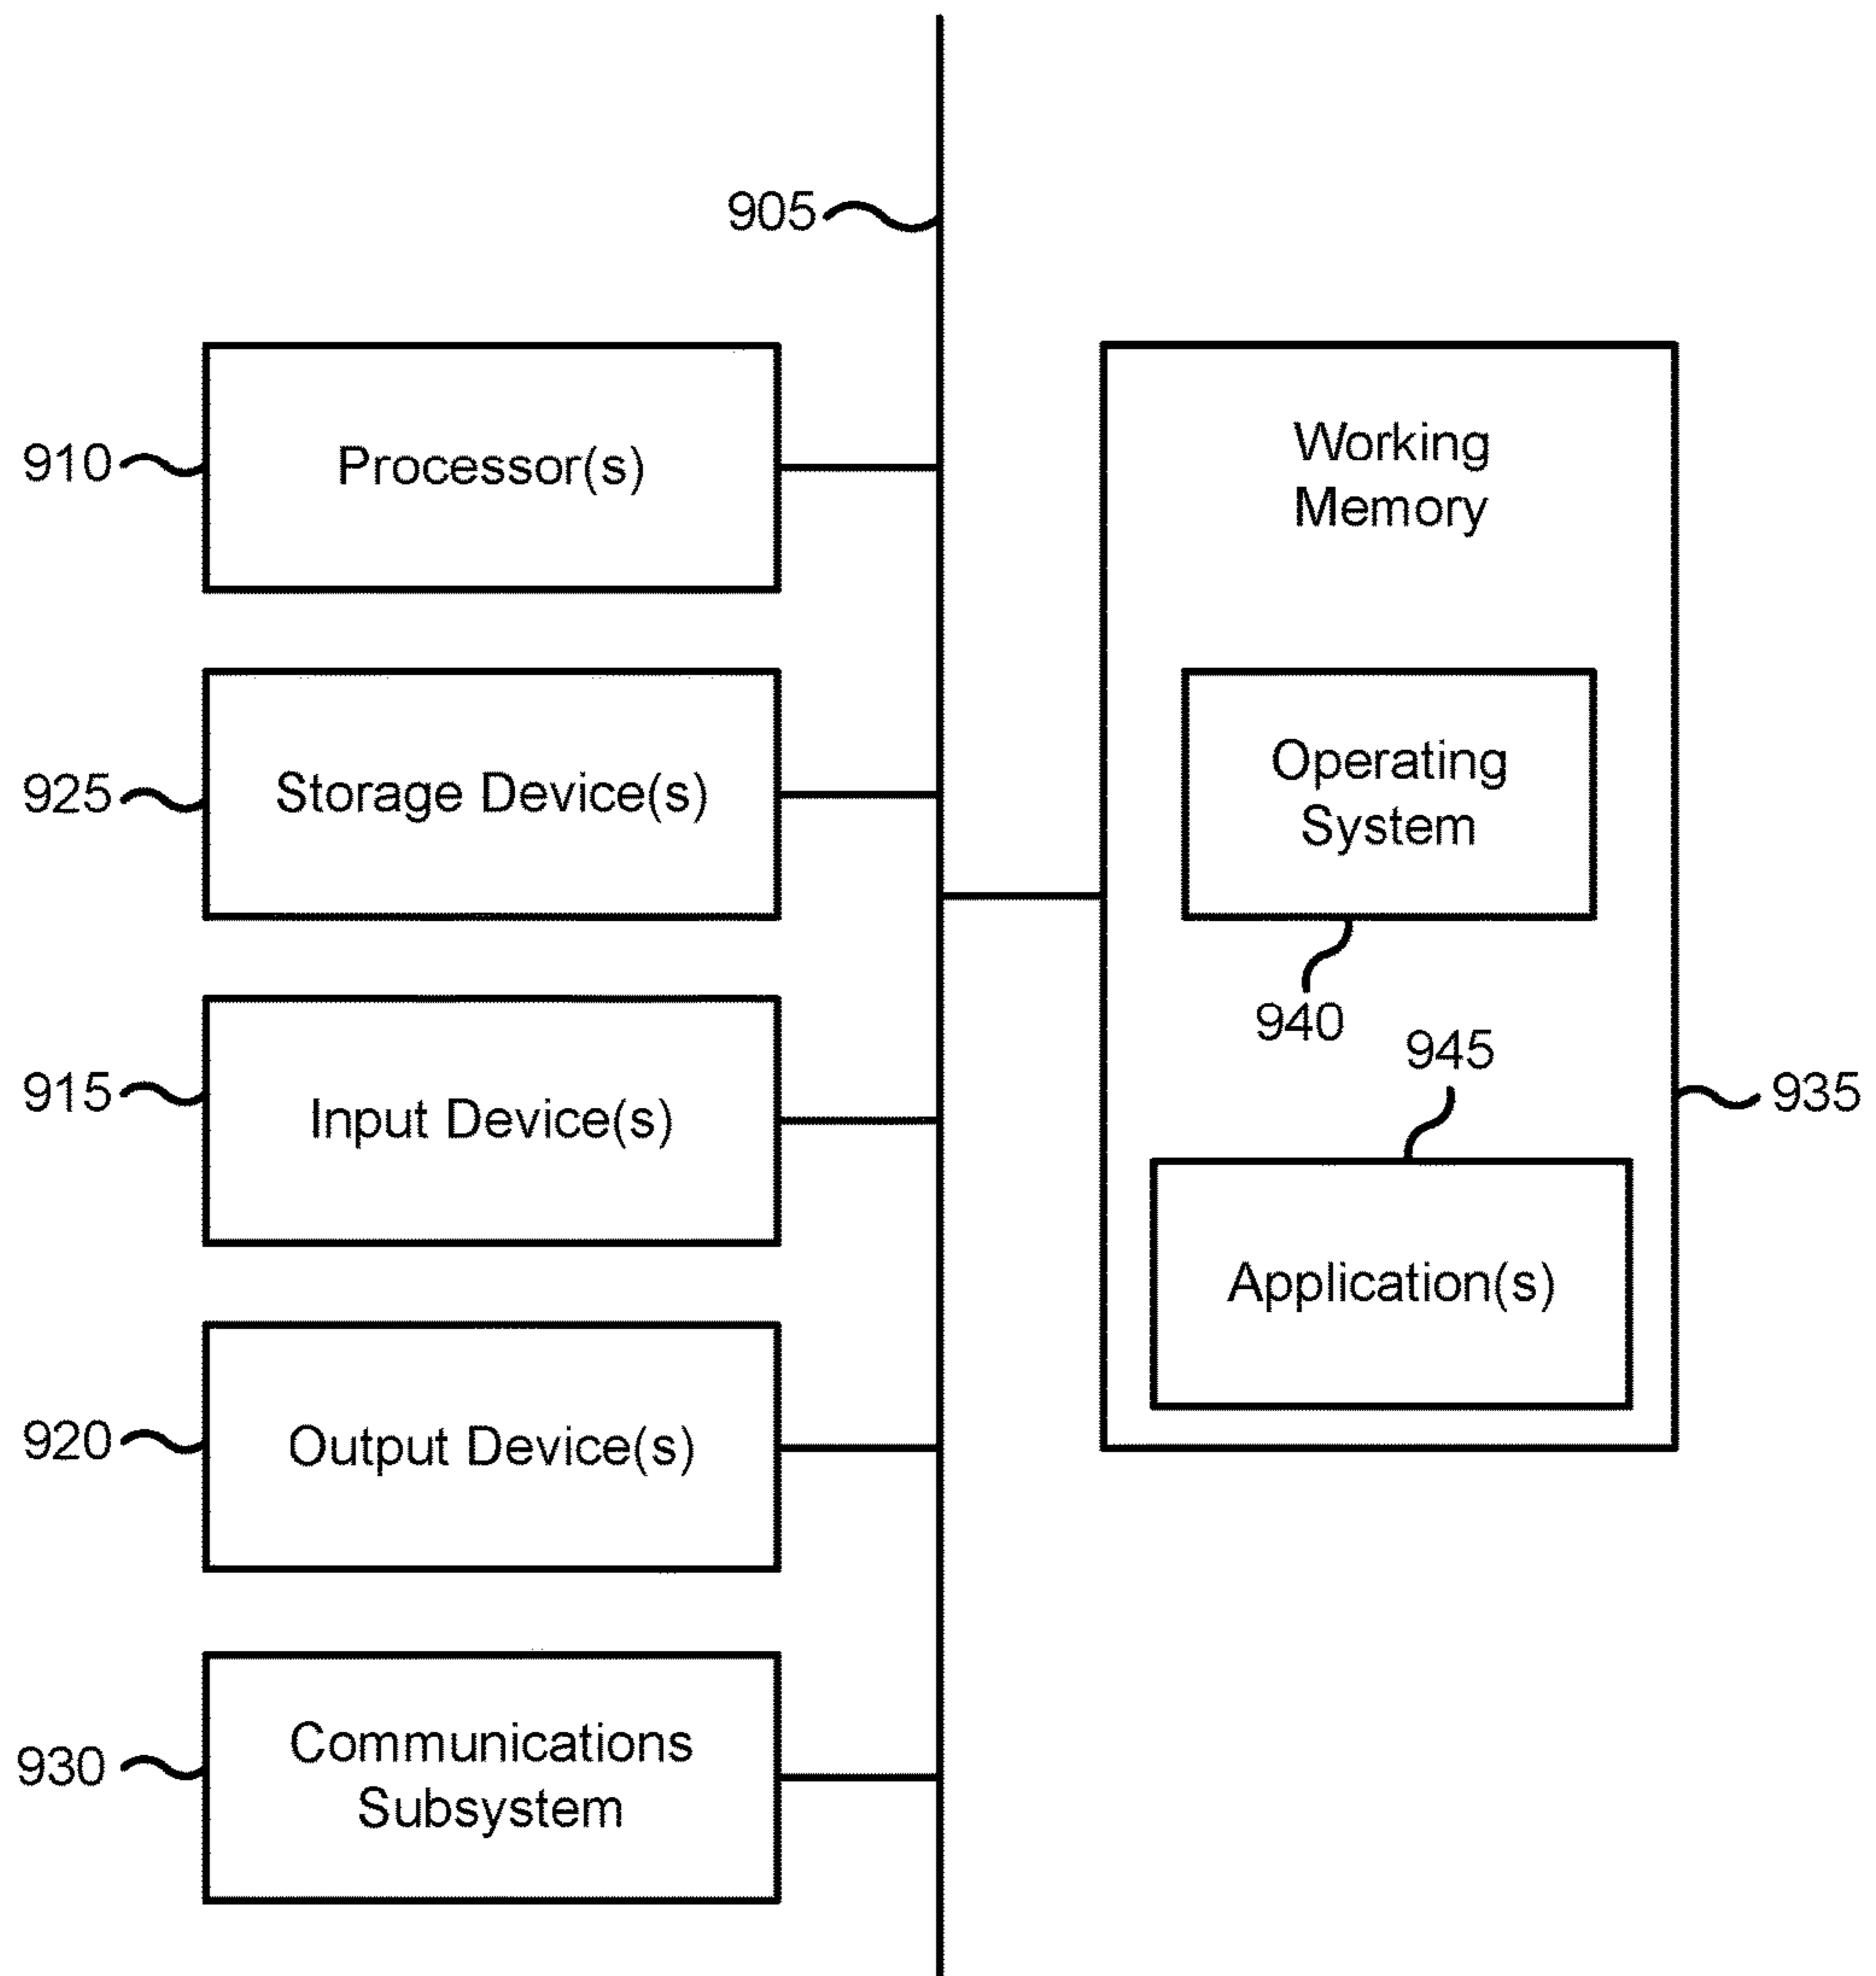 905
910
Processor(s)
Working
Memory
925
Storage Device(s)
Operating
System
940
945
915
Input Device(s)
935
Application(s)
920
Output Device(s)
930
Communications
Subsystem